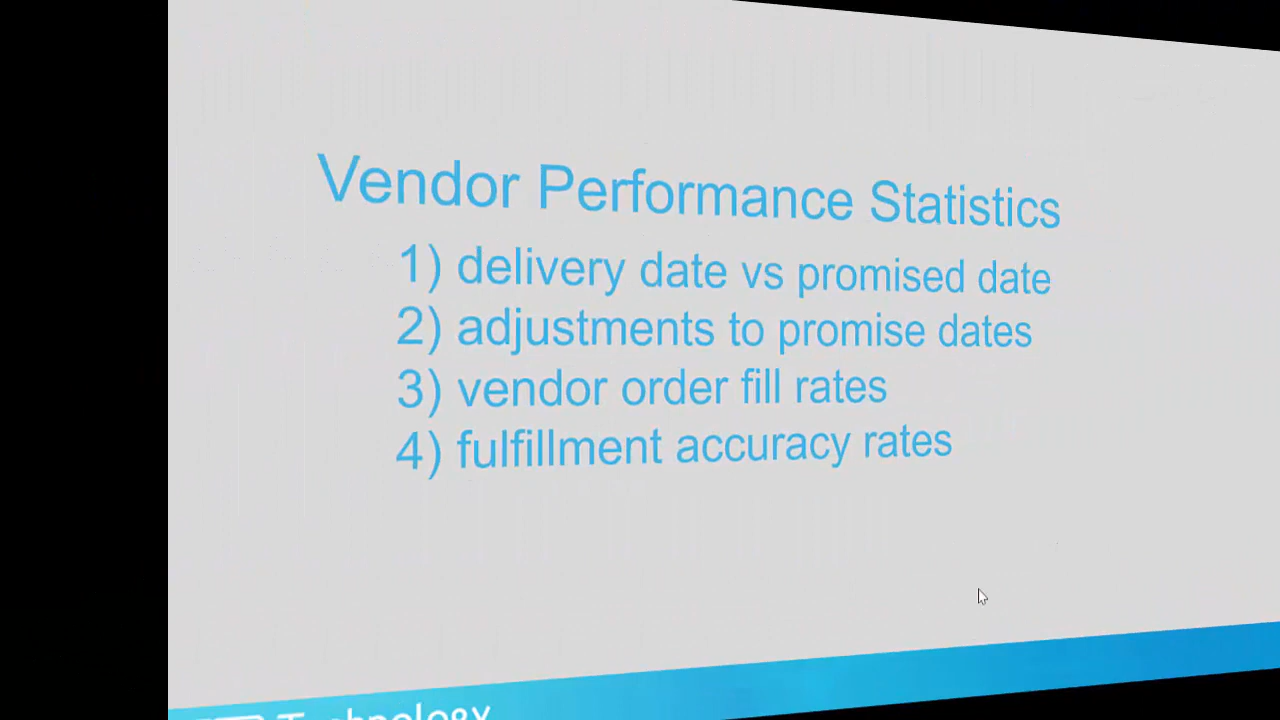 Vendor Performance Statistics
1) delivery date vs promised date
2) adjustments to promise dates
3) vendor order fill rates
4) fulfillment accuracy rates
Technology